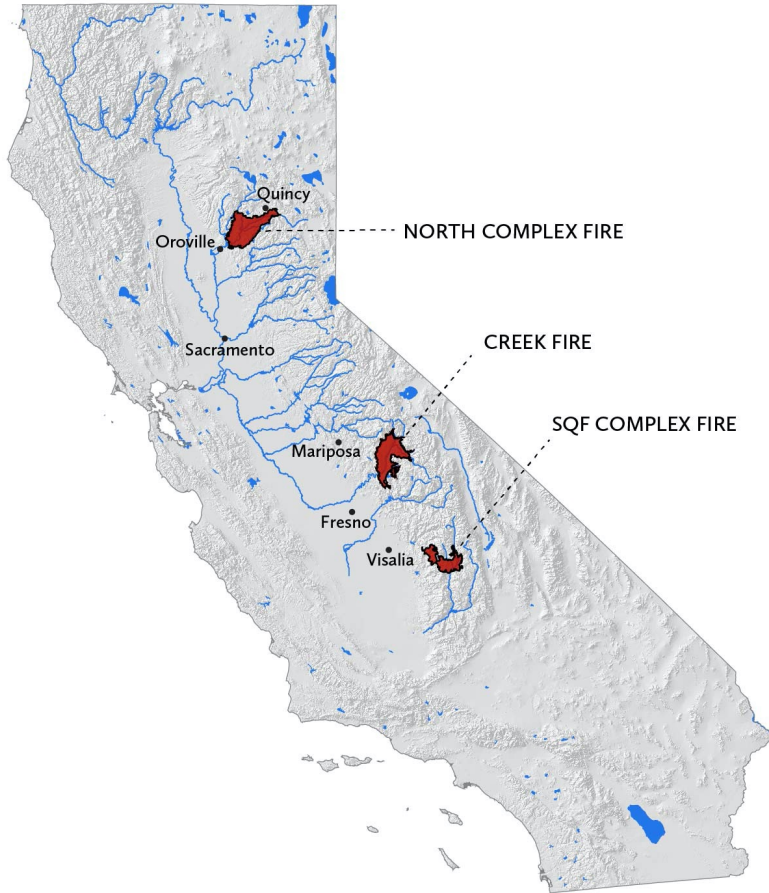 Quincy
NORTH COMPLEX FIRE
Oroville
CREEK FIRE
Sacramento
SQF COMPLEX FIRE
Mariposa
Fresno
Visalia